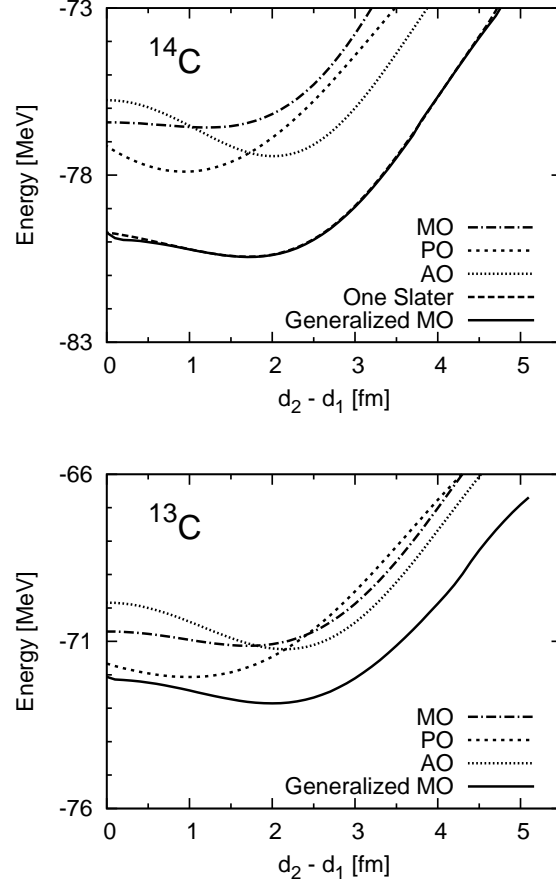 -73
¹⁴C
Energy [MeV]
-78
MO
PO
AO
One Slater
Generalized MO
-83
0 1 2 3 4 5
d₂ - d₁ [fm]
-66
¹³C
Energy [MeV]
-71
MO
PO
AO
Generalized MO
-76
0 1 2 3 4 5
d₂ - d₁ [fm]